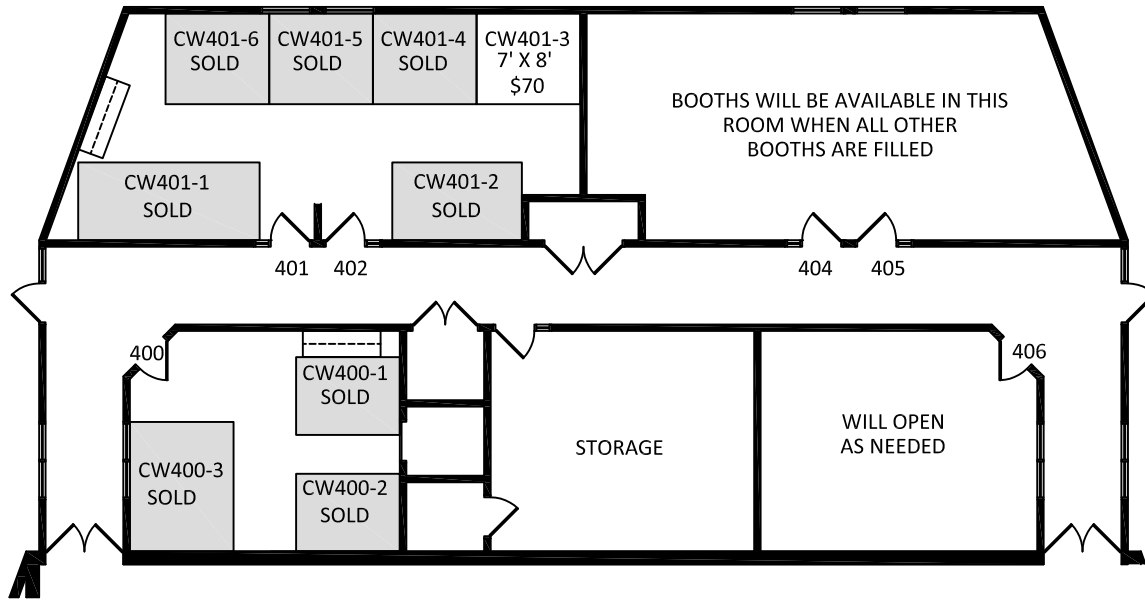 CW401-6
SOLD
CW401-5
SOLD
CW401-4
SOLD
CW401-3
7' X 8'
$70
BOOTHS WILL BE AVAILABLE IN THIS
ROOM WHEN ALL OTHER
BOOTHS ARE FILLED
CW401-1
SOLD
CW401-2
SOLD
401
402
404
405
400
406
CW400-1
SOLD
CW400-3
SOLD
CW400-2
SOLD
STORAGE
WILL OPEN
AS NEEDED